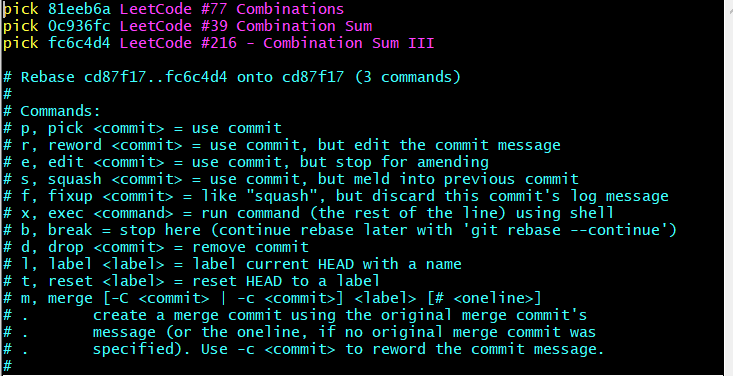 pick 81eeb6a LeetCode #77 Combinations
pick 0c936fc LeetCode #39 Combination Sum
pick fc6c4d4 LeetCode #216 - Combination Sum III

# Rebase cd87f17..fc6c4d4 onto cd87f17 (3 commands)
#
# Commands:
# p, pick <commit> = use commit
# r, reword <commit> = use commit, but edit the commit message
# e, edit <commit> = use commit, but stop for amending
# s, squash <commit> = use commit, but meld into previous commit
# f, fixup <commit> = like "squash", but discard this commit's log message
# x, exec <command> = run command (the rest of the line) using shell
# b, break = stop here (continue rebase later with 'git rebase --continue')
# d, drop <commit> = remove commit
# l, label <label> = label current HEAD with a name
# t, reset <label> = reset HEAD to a label
# m, merge [-C <commit> | -c <commit>] <label> [# <oneline>]
# .       create a merge commit using the original merge commit's
# .       message (or the oneline, if no original merge commit was
# .       specified). Use -c <commit> to reword the commit message.
#